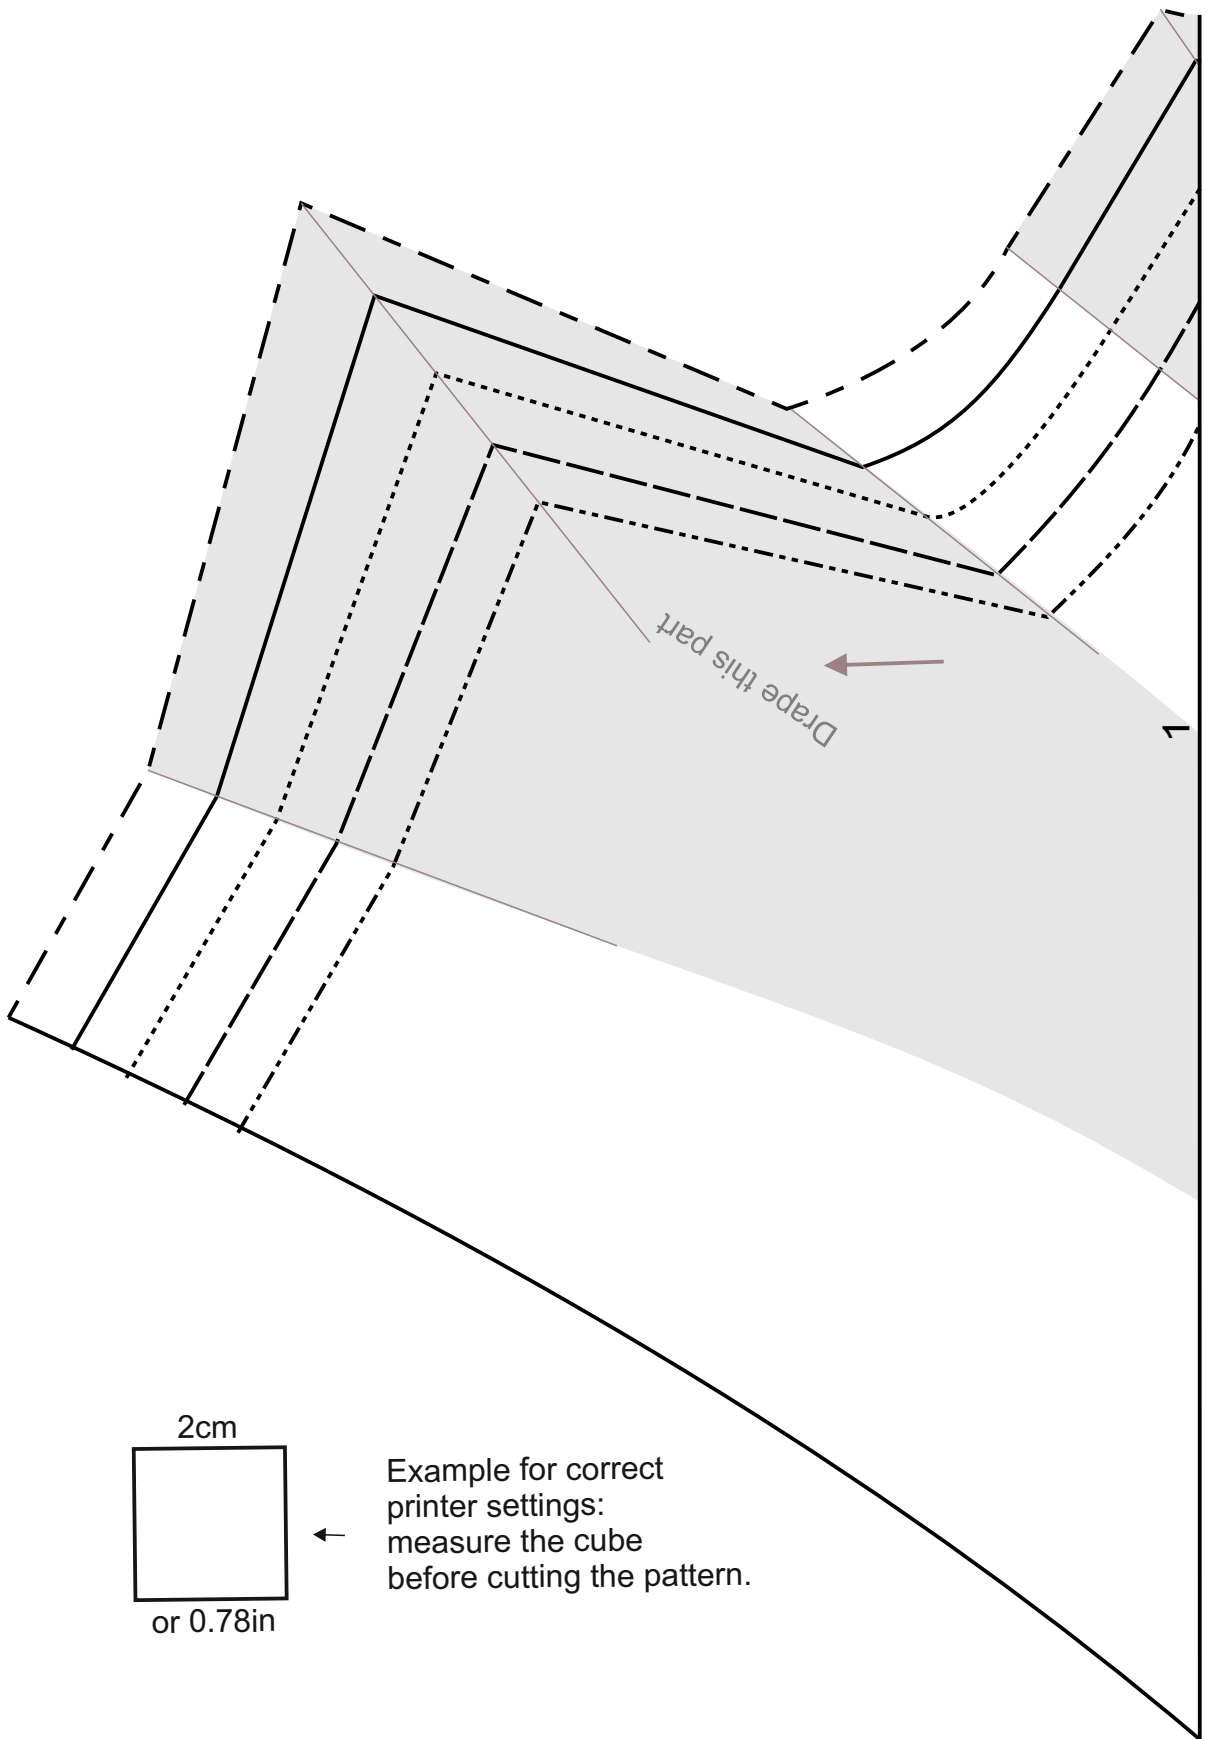 Drape this part
1
2cm
or 0.78in
Example for correct
printer settings:
measure the cube
before cutting the pattern.